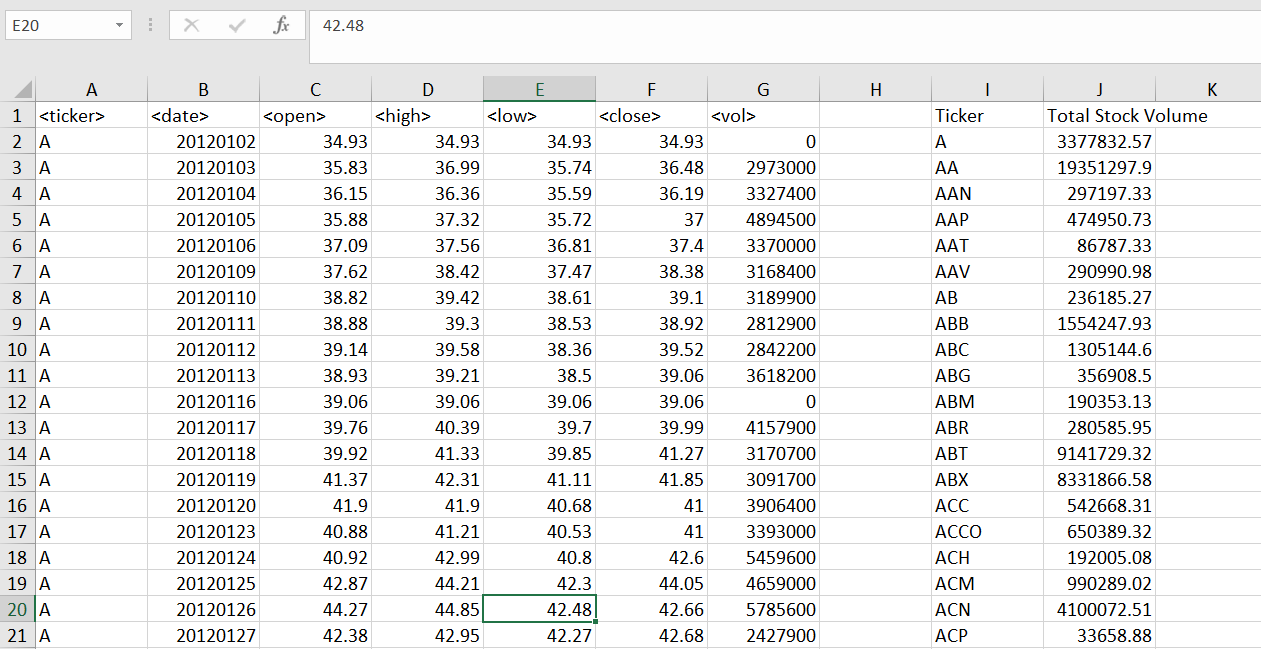 E20 fx 42.48
A B C D E F G H I J K
1 <ticker> <date> <open> <high> <low> <close> <vol> Ticker Total Stock Volume
2 A 20120102 34.93 34.93 34.93 34.93 0 A 3377832.57
3 A 20120103 35.83 36.99 35.74 36.48 2973000 AA 19351297.9
4 A 20120104 36.15 36.36 35.59 36.19 3327400 AAN 297197.33
5 A 20120105 35.88 37.32 35.72 37 4894500 AAP 474950.73
6 A 20120106 37.09 37.56 36.81 37.4 3370000 AAT 86787.33
7 A 20120109 37.62 38.42 37.47 38.38 3168400 AAV 290990.98
8 A 20120110 38.82 39.42 38.61 39.1 3189900 AB 236185.27
9 A 20120111 38.88 39.3 38.53 38.92 2812900 ABB 1554247.93
10 A 20120112 39.14 39.58 38.36 39.52 2842200 ABC 1305144.6
11 A 20120113 38.93 39.21 38.5 39.06 3618200 ABG 356908.5
12 A 20120116 39.06 39.06 39.06 39.06 0 ABM 190353.13
13 A 20120117 39.76 40.39 39.7 39.99 4157900 ABR 280585.95
14 A 20120118 39.92 41.33 39.85 41.27 3170700 ABT 9141729.32
15 A 20120119 41.37 42.31 41.11 41.85 3091700 ABX 8331866.58
16 A 20120120 41.9 41.9 40.68 41 3906400 ACC 542668.31
17 A 20120123 40.88 41.21 40.53 41 3393000 ACCO 650389.32
18 A 20120124 40.92 42.99 40.8 42.6 5459600 ACH 192005.08
19 A 20120125 42.87 44.21 42.3 44.05 4659000 ACM 990289.02
20 A 20120126 44.27 44.85 42.48 42.66 5785600 ACN 4100072.51
21 A 20120127 42.38 42.95 42.27 42.68 2427900 ACP 33658.88